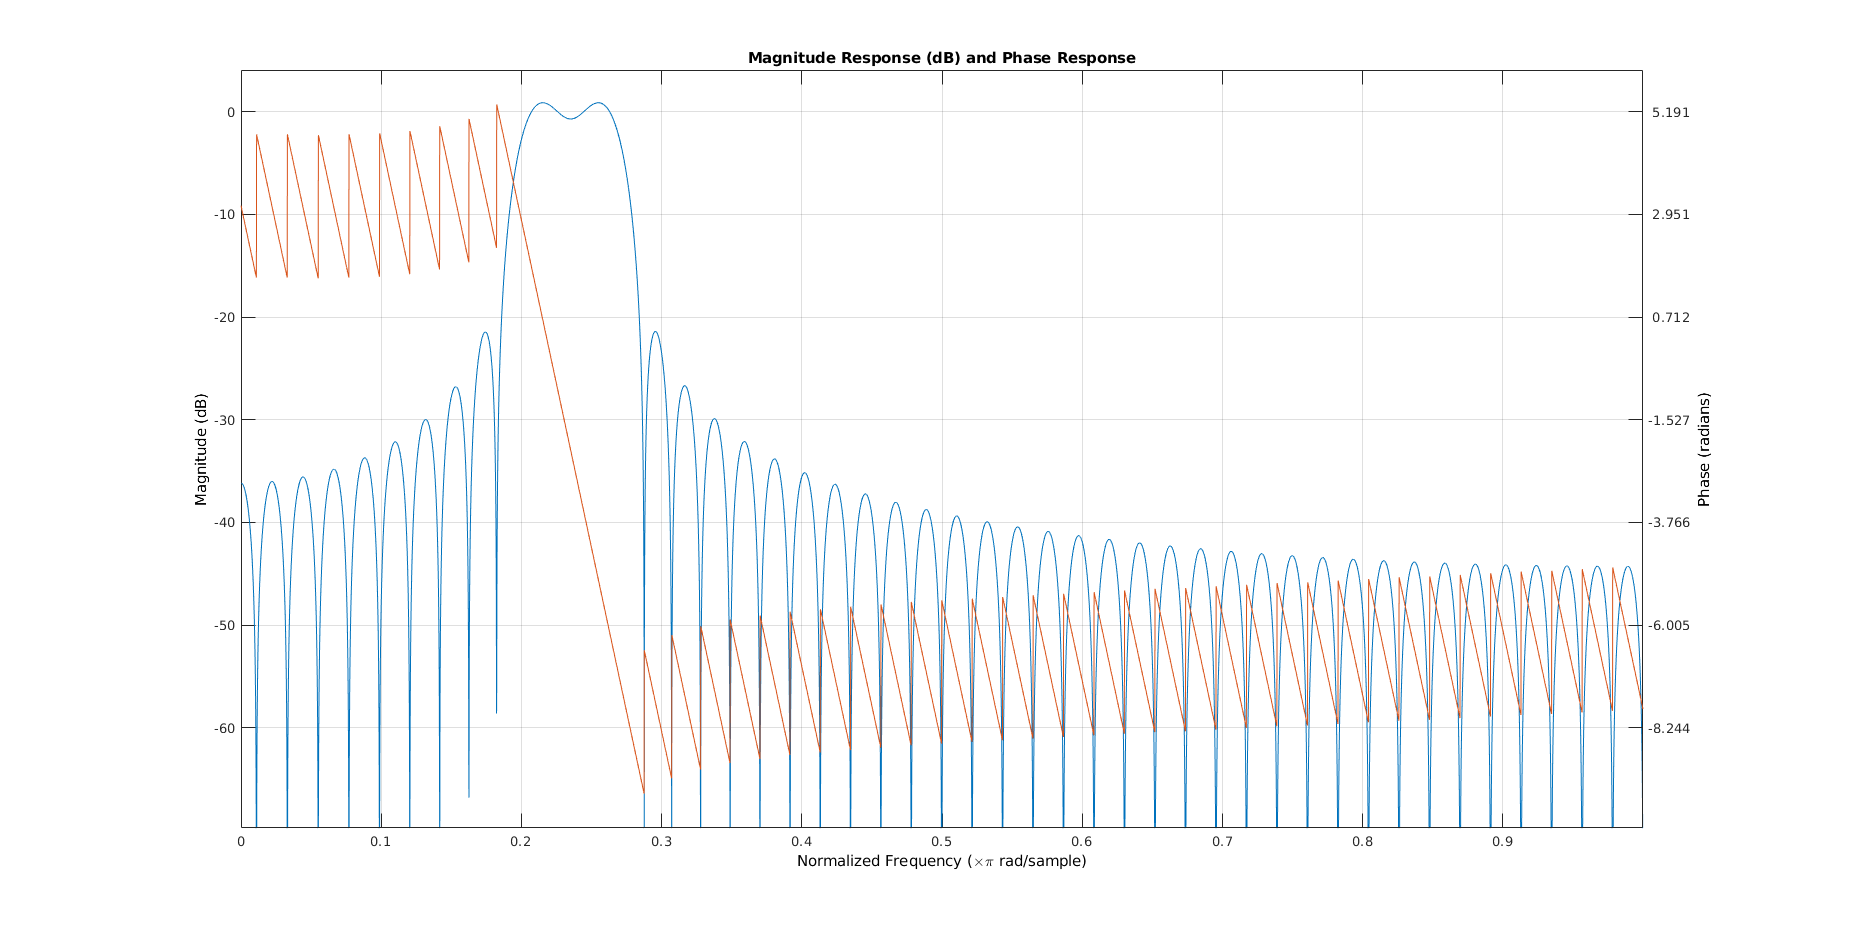 Magnitude Response (dB) and Phase Response
Magnitude (dB)
0
-10
-20
-30
-40
-50
-60
5.191
2.951
0.712
-1.527
-3.766
-6.005
-8.244
Phase (radians)
0 0.1 0.2 0.3 0.4 0.5 0.6 0.7 0.8 0.9
Normalized Frequency (×π rad/sample)